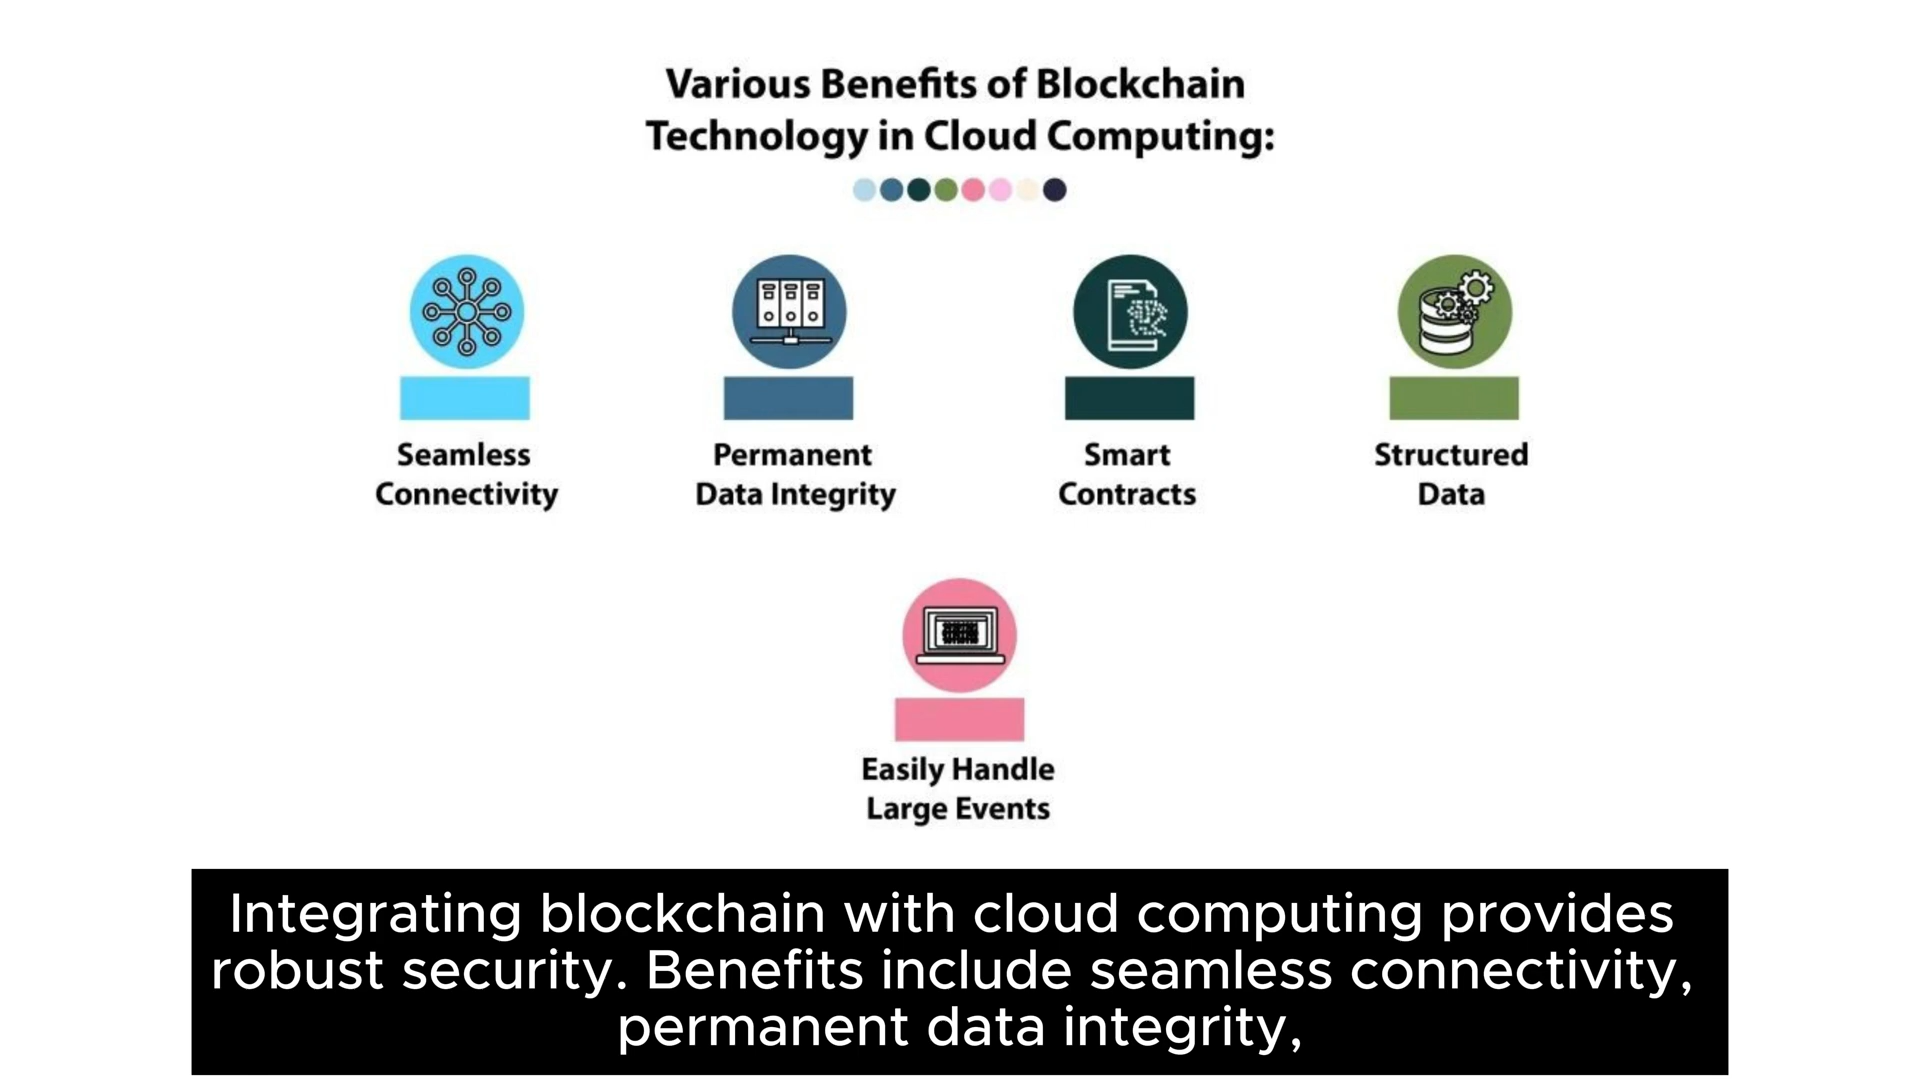 Various Benefits of Blockchain
Technology in Cloud Computing:
Seamless
Connectivity
Permanent
Data Integrity
Smart
Contracts
Structured
Data
Easily Handle
Large Events
Integrating blockchain with cloud computing provides
robust security. Benefits include seamless connectivity,
permanent data integrity,